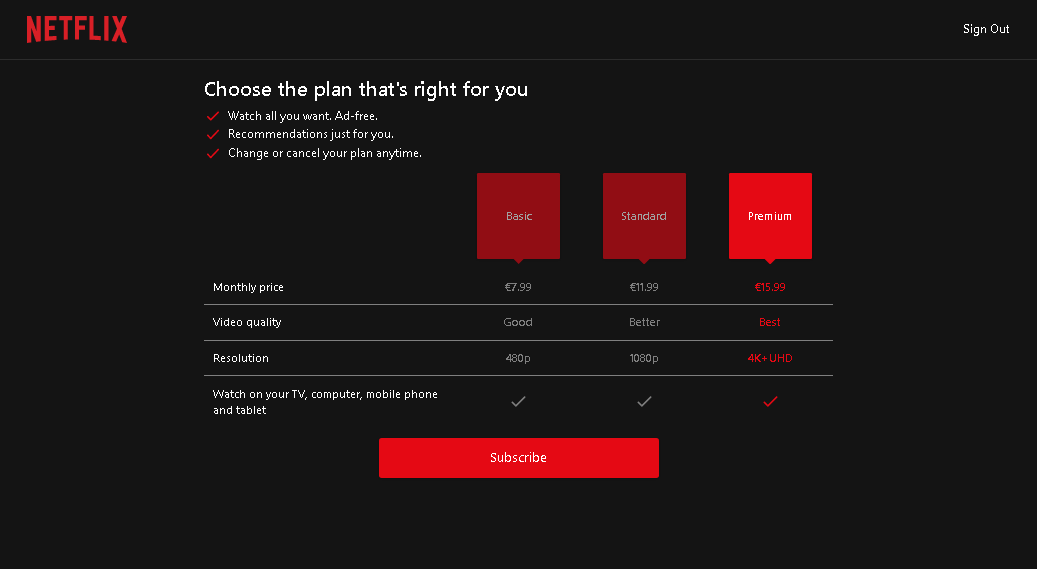 NETFLIX
Sign Out
Choose the plan that's right for you
Watch all you want. Ad-free.
Recommendations just for you.
Change or cancel your plan anytime.
Basic Standard Premium
Monthly price €7.99 €11.99 €15.99
Video quality Good Better Best
Resolution 480p 1080p 4K+UHD
Watch on your TV, computer, mobile phone
and tablet
Subscribe